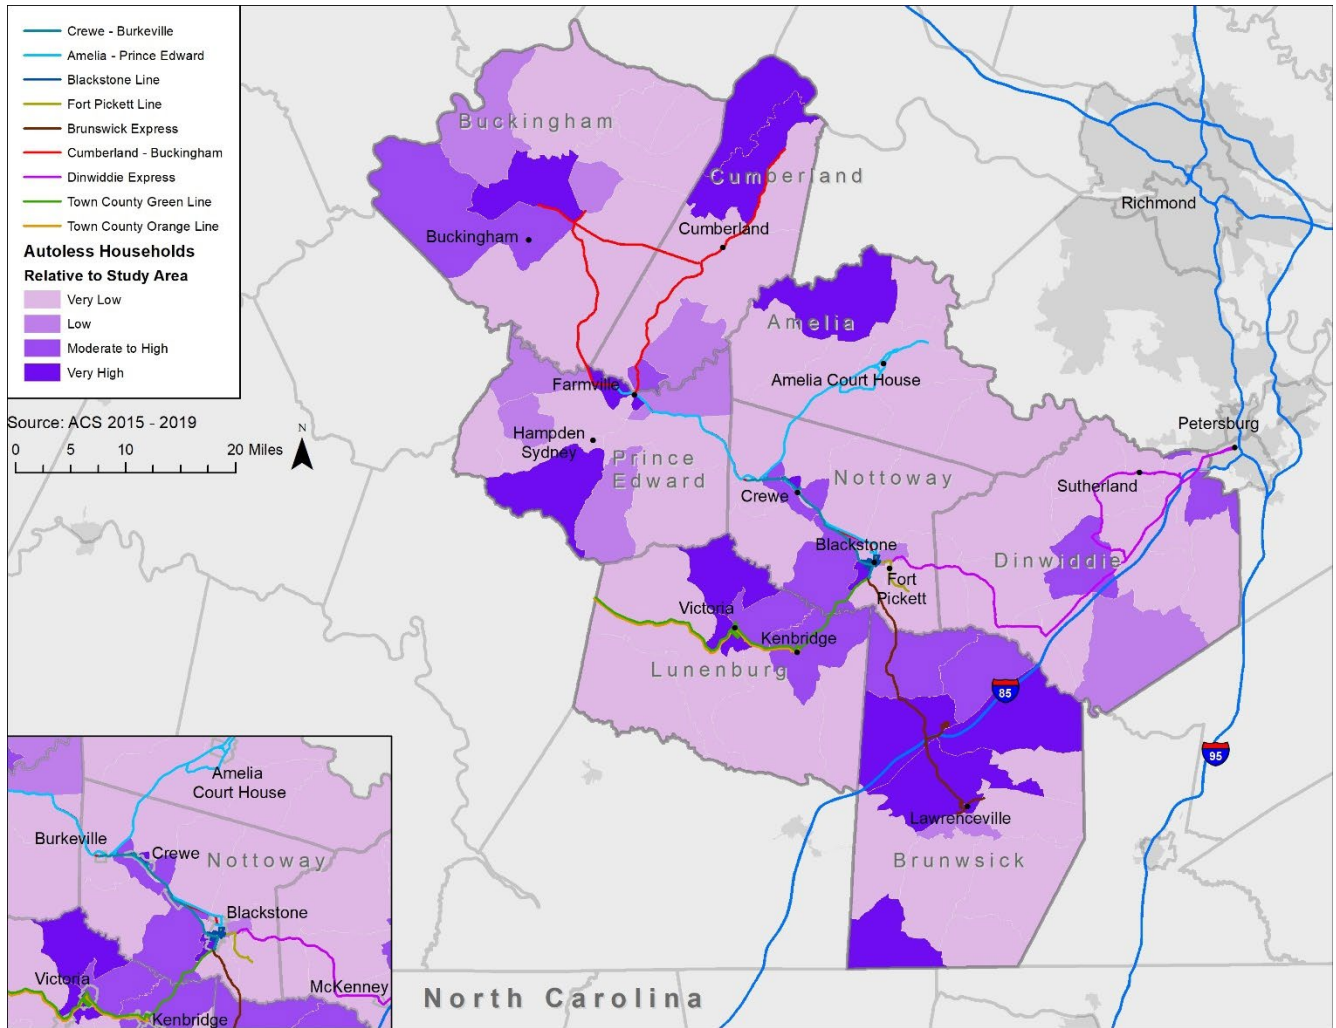 Crewe - Burkeville
Amelia - Prince Edward
Blackstone Line
Fort Pickett Line
Brunswick Express
Cumberland - Buckingham
Dinwiddie Express
Town County Green Line
Town County Orange Line
Autoless Households
Relative to Study Area
Very Low
Low
Moderate to High
Very High
Source: ACS 2015 - 2019
0 5 10 20 Miles
N
Buckingham
Cumberland
Richmond
Buckingham
Cumberland
Amelia
Amelia Court House
Farmville
Petersburg
Hampden
Sydney
Prince
Edward
Nottoway
Sutherland
Crewe
Blackstone
Dinwiddie
Fort
Pickett
Victoria
Kenbridge
Lunenburg
85
95
Lawrenceville
Brunwsick
North Carolina
Amelia
Court House
Burkeville
Crewe
Nottoway
Blackstone
Victoria
McKenney
Kenbridge